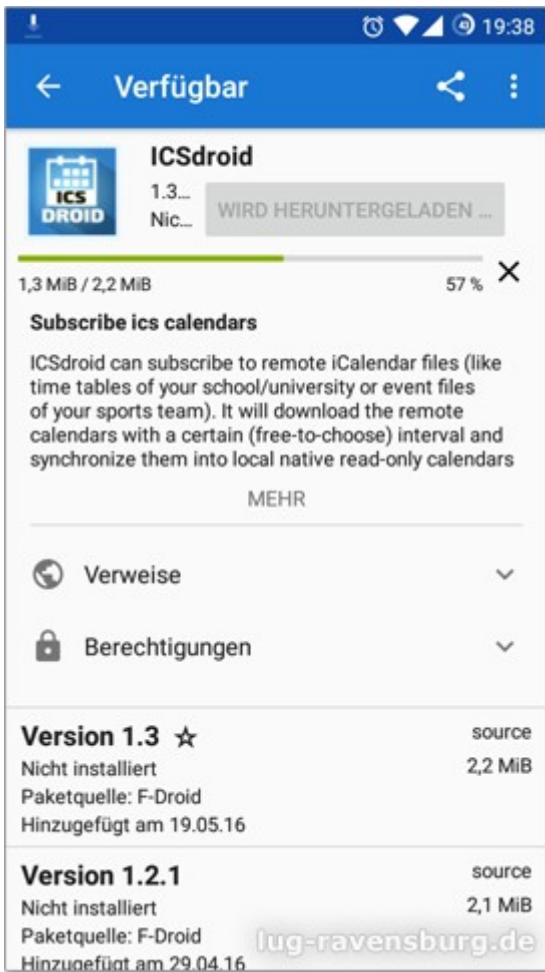 19:38
Verfügbar
ICSdroid
ICS
DROID
1.3...
Nic...
WIRD HERUNTERGELADEN ...
1,3 MiB / 2,2 MiB
57 %
Subscribe ics calendars
ICSdroid can subscribe to remote iCalendar files (like
time tables of your school/university or event files
of your sports team). It will download the remote
calendars with a certain (free-to-choose) interval and
synchronize them into local native read-only calendars
MEHR
Verweise
Berechtigungen
Version 1.3 ☆ source
Nicht installiert 2,2 MiB
Paketquelle: F-Droid
Hinzugefügt am 19.05.16
Version 1.2.1 source
Nicht installiert 2,1 MiB
Paketquelle: F-Droid
lug-ravensburg.de
Hinzugefügt am 29.04.16